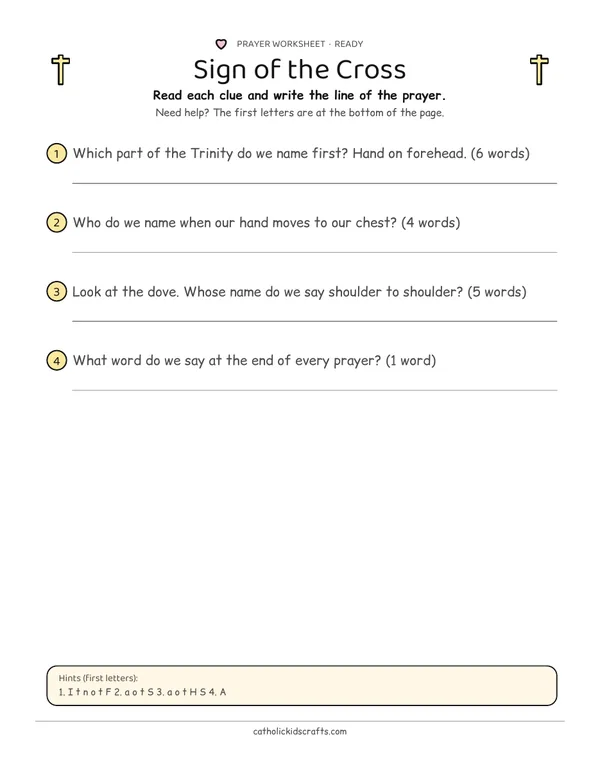 PRAYER WORKSHEET · READY
Sign of the Cross
Read each clue and write the line of the prayer.
Need help? The first letters are at the bottom of the page.
1 Which part of the Trinity do we name first? Hand on forehead. (6 words)
2 Who do we name when our hand moves to our chest? (4 words)
3 Look at the dove. Whose name do we say shoulder to shoulder? (5 words)
4 What word do we say at the end of every prayer? (1 word)
Hints (first letters):
1. I t n o t F 2. a o t S 3. a o t H S 4. A
catholickidscrafts.com